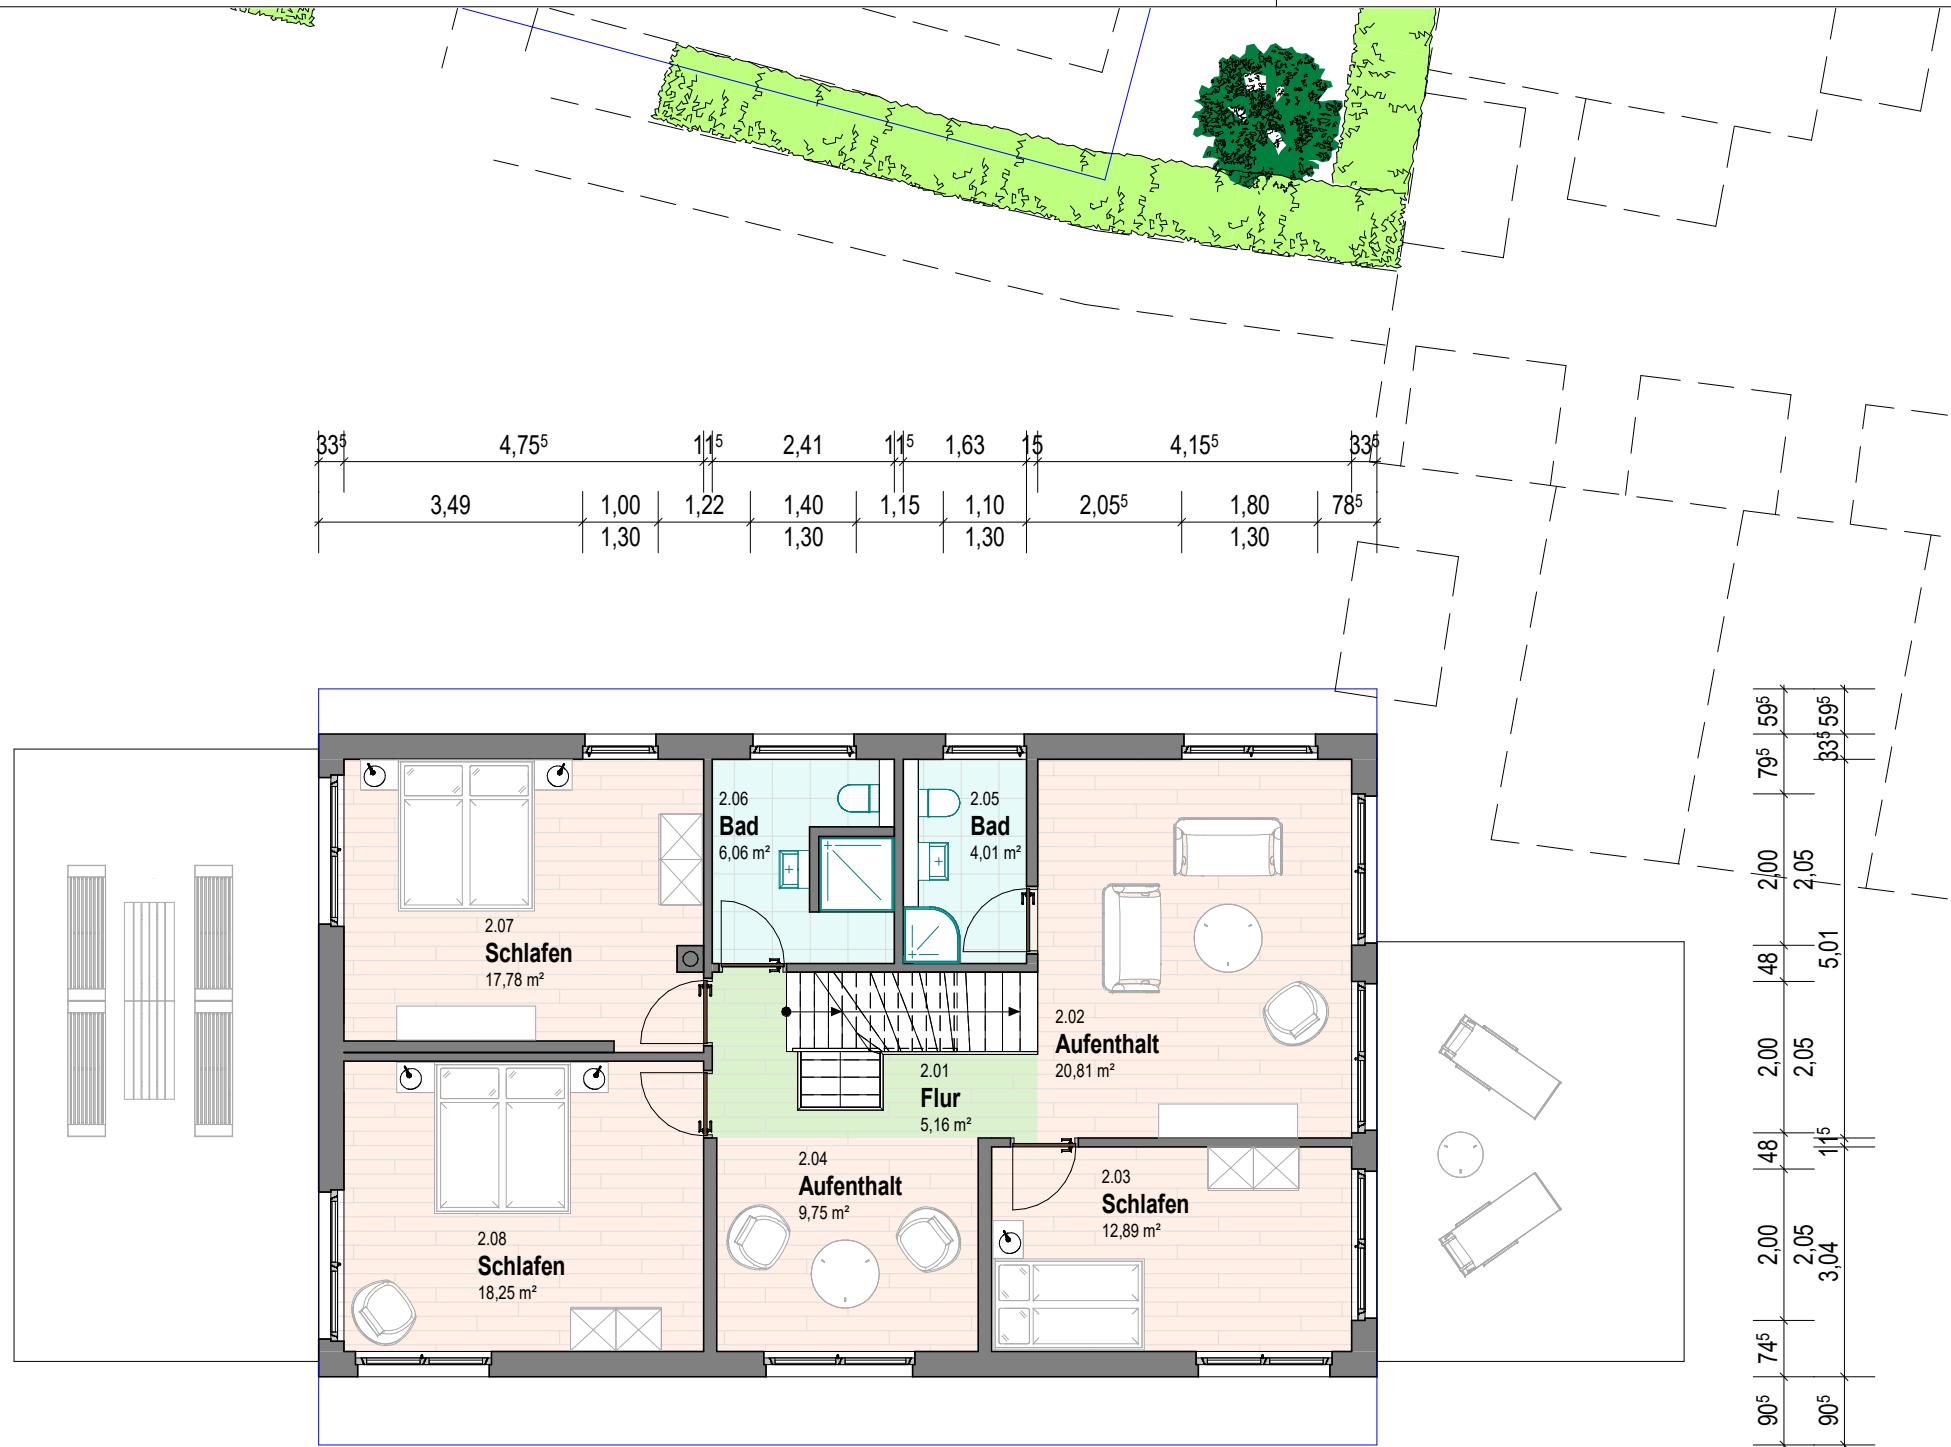 33⁵ 4,75⁵ 11⁵ 2,41 11⁵ 1,63 15 4,15⁵ 33⁵
3,49 1,00 1,22 1,40 1,15 1,10 2,05⁵ 1,80 78⁵
1,30 1,30 1,30 1,30
2.07
Schlafen
17,78 m²
2.06
Bad
6,06 m²
2.05
Bad
4,01 m²
2.02
Aufenthalt
20,81 m²
2.01
Flur
5,16 m²
2.08
Schlafen
18,25 m²
2.04
Aufenthalt
9,75 m²
2.03
Schlafen
12,89 m²
59⁵
79⁵
2,00
48
2,00
48
2,00
74⁵
90⁵
2,05
2,05
2,05
59⁵
33⁵
5,01
11⁵
3,04
90⁵